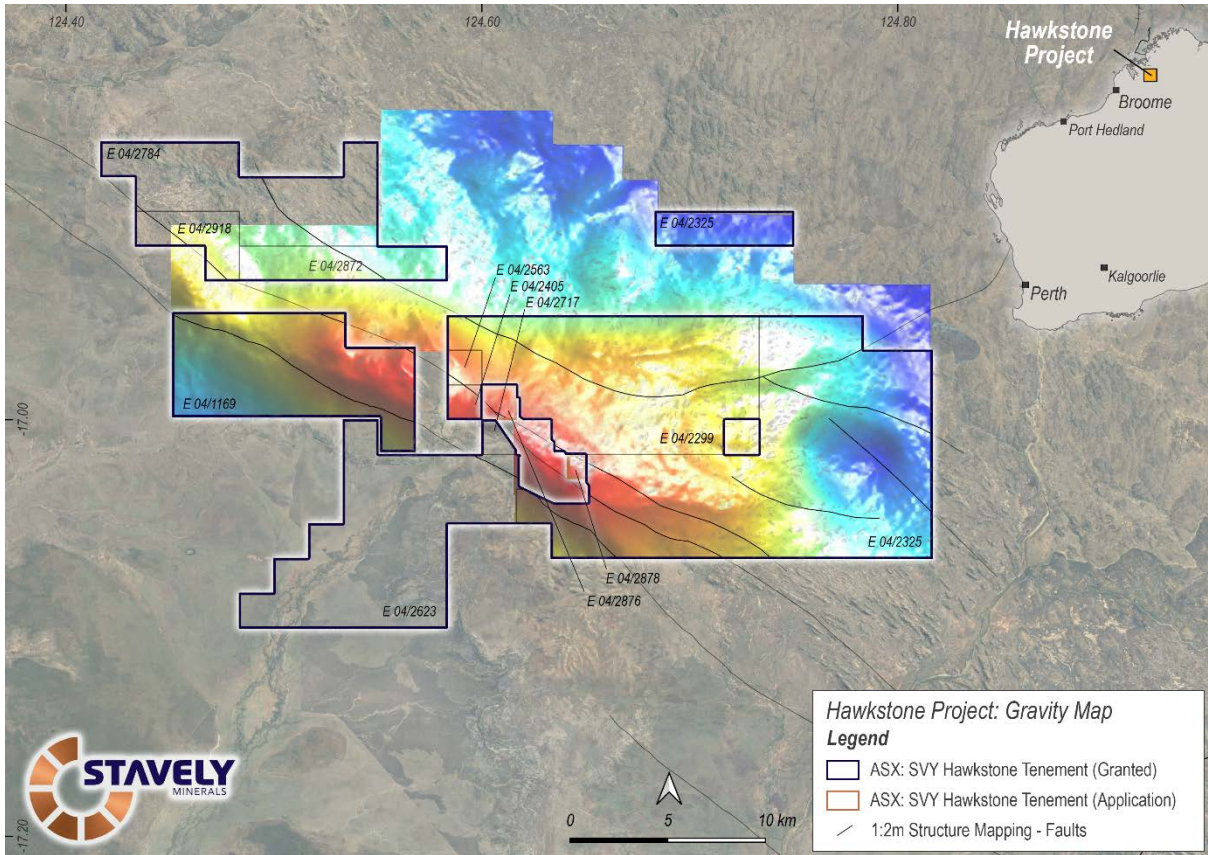 124.40
124.60
124.80
Hawkstone
Project
Broome
Port Hedland
Kalgoorlie
Perth
E 04/2784
E 04/2918
E 04/2872
E 04/2325
E 04/2563
E 04/2405
E 04/2717
E 04/1169
-17.00
E 04/2299
E 04/2325
E 04/2878
E 04/2876
E 04/2623
STAVELY
MINERALS
0 5 10 km
Hawkstone Project: Gravity Map
Legend
ASX: SVY Hawkstone Tenement (Granted)
ASX: SVY Hawkstone Tenement (Application)
1:2m Structure Mapping - Faults
-17.20